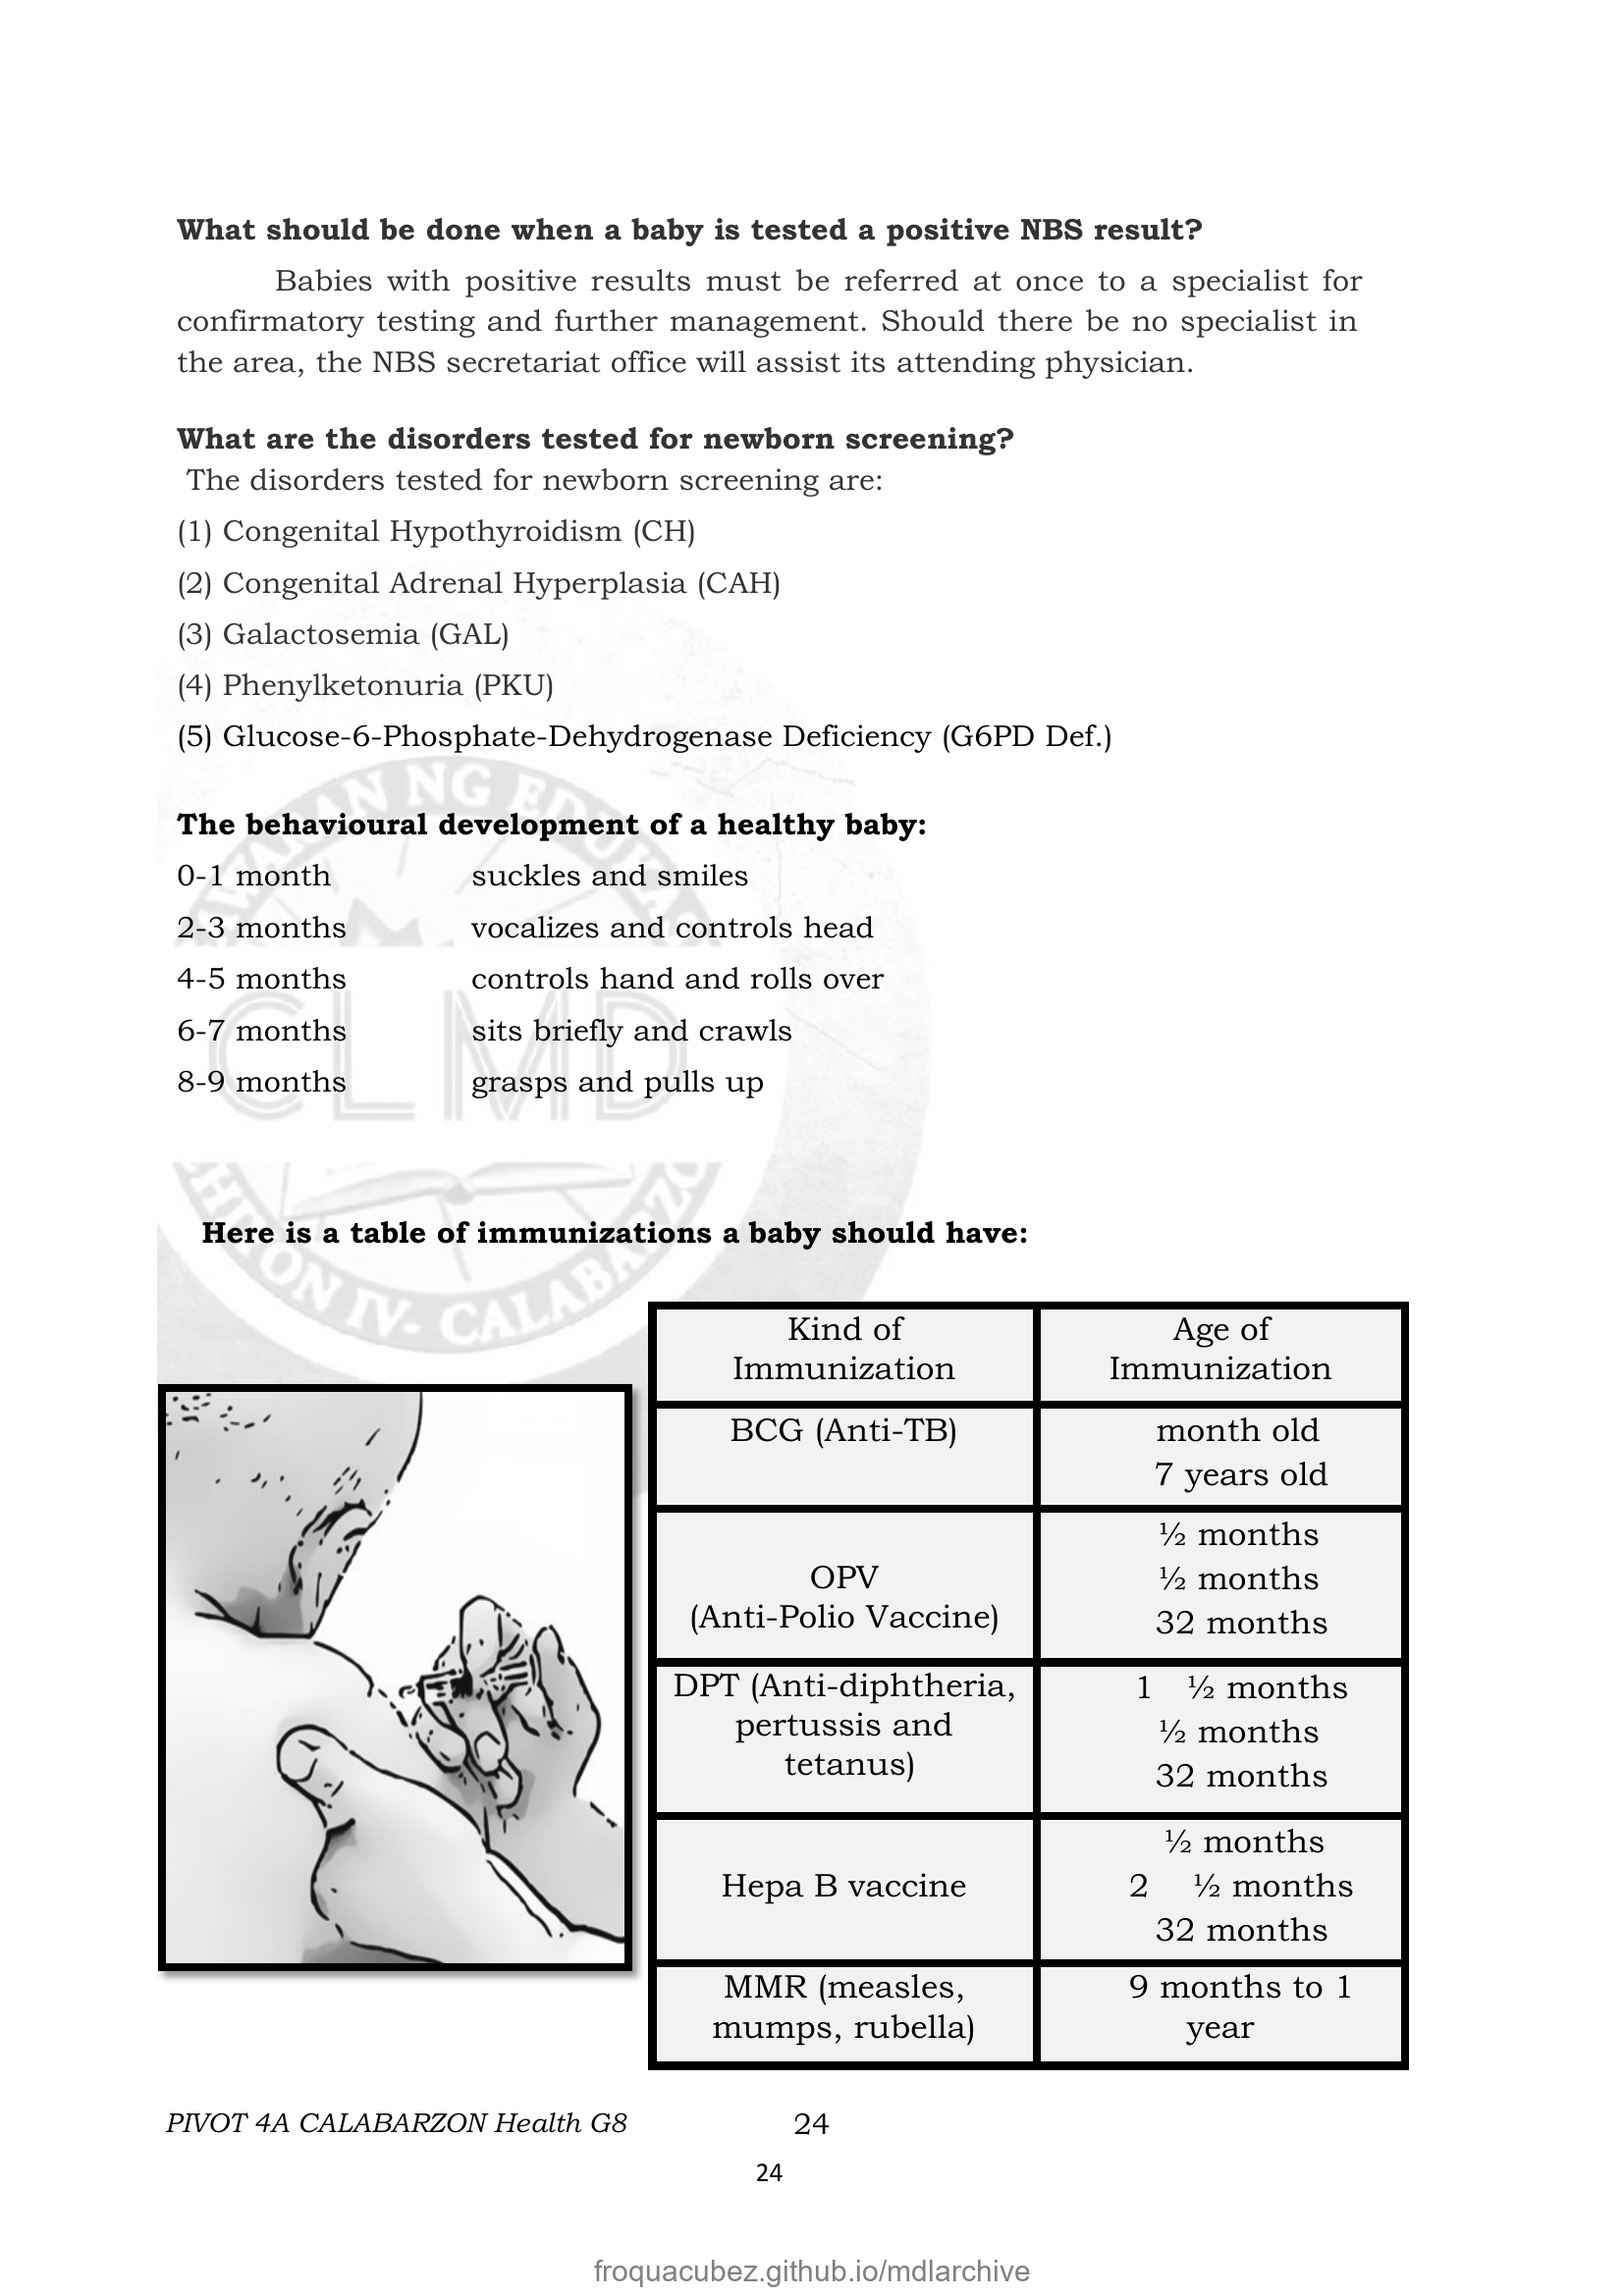 What should be done when a baby is tested a positive NBS result?
Babies with positive results must be referred at once to a specialist for
confirmatory testing and further management. Should there be no specialist in
the area, the NBS secretariat office will assist its attending physician.
What are the disorders tested for newborn screening?
The disorders tested for newborn screening are:
(1) Congenital Hypothyroidism (CH)
(2) Congenital Adrenal Hyperplasia (CAH)
(3) Galactosemia (GAL)
(4) Phenylketonuria (PKU)
(5) Glucose-6-Phosphate-Dehydrogenase Deficiency (G6PD Def.)
The behavioural development of a healthy baby:
0-1 month suckles and smiles
2-3 months vocalizes and controls head
4-5 months controls hand and rolls over
6-7 months sits briefly and crawls
8-9 months grasps and pulls up
CLMD
Here is a table of immunizations a baby should have:
IV- CALABARZO
Kind of
Immunization
Age of
Immunization
BCG (Anti-TB)
month old
7 years old
OPV
(Anti-Polio Vaccine)
½ months
½ months
32 months
DPT (Anti-diphtheria,
pertussis and
tetanus)
1 ½ months
½ months
32 months
Hepa B vaccine
½ months
2 ½ months
32 months
MMR (measles,
mumps, rubella)
9 months to 1
year
PIVOT 4A CALABARZON Health G8 24
24
froquacubez.github.io/mdlarchive